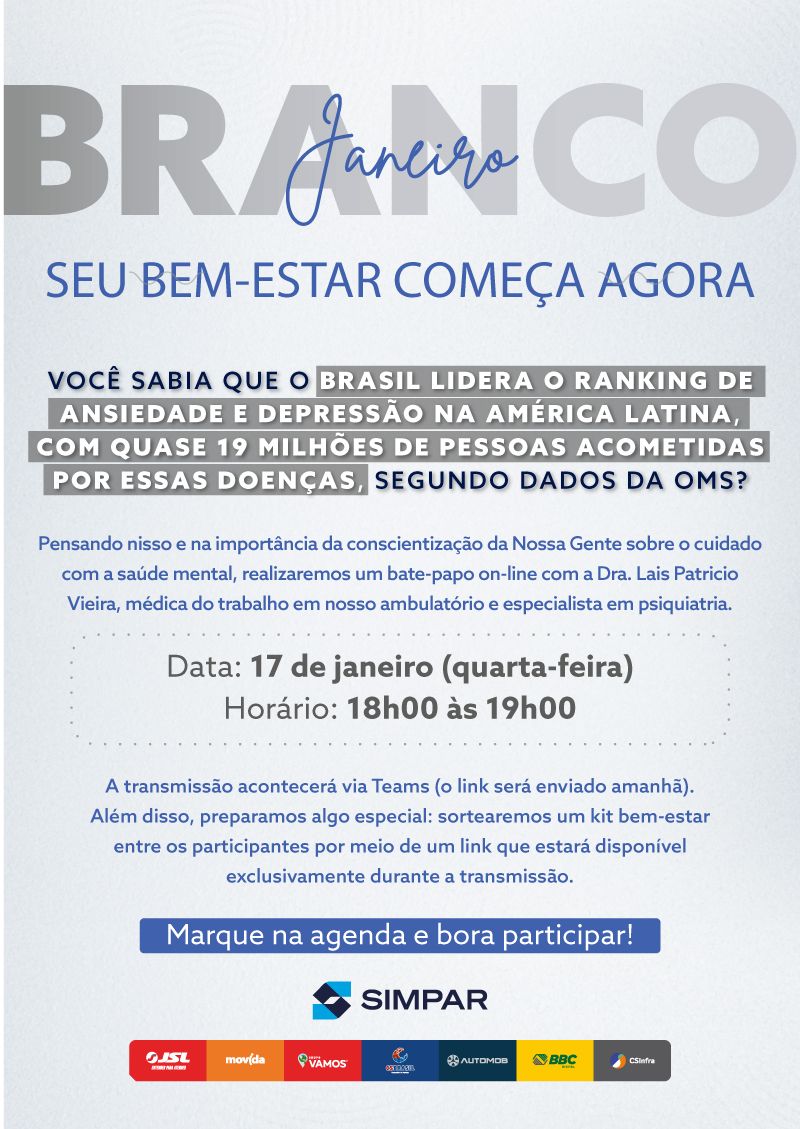 BRANCO
Janeiro
SEU BEM-ESTAR COMEÇA AGORA
VOCÊ SABIA QUE O BRASIL LIDERA O RANKING DE
ANSIEDADE E DEPRESSÃO NA AMÉRICA LATINA,
COM QUASE 19 MILHÕES DE PESSOAS ACOMETIDAS
POR ESSAS DOENÇAS, SEGUNDO DADOS DA OMS?
Pensando nisso e na importância da conscientização da Nossa Gente sobre o cuidado
com a saúde mental, realizaremos um bate-papo on-line com a Dra. Lais Patricio
Vieira, médica do trabalho em nosso ambulatório e especialista em psiquiatria.
Data: 17 de janeiro (quarta-feira)
Horário: 18h00 às 19h00
A transmissão acontecerá via Teams (o link será enviado amanhã).
Além disso, preparamos algo especial: sortearemos um kit bem-estar
entre os participantes por meio de um link que estará disponível
exclusivamente durante a transmissão.
Marque na agenda e bora participar!
SIMPAR
JSL
ENTENDER PARA ATENDER
movida
GRUPO
VAMOS
CSBRASIL
AUTOMOB
BBC
DIGITAL
CSInfra